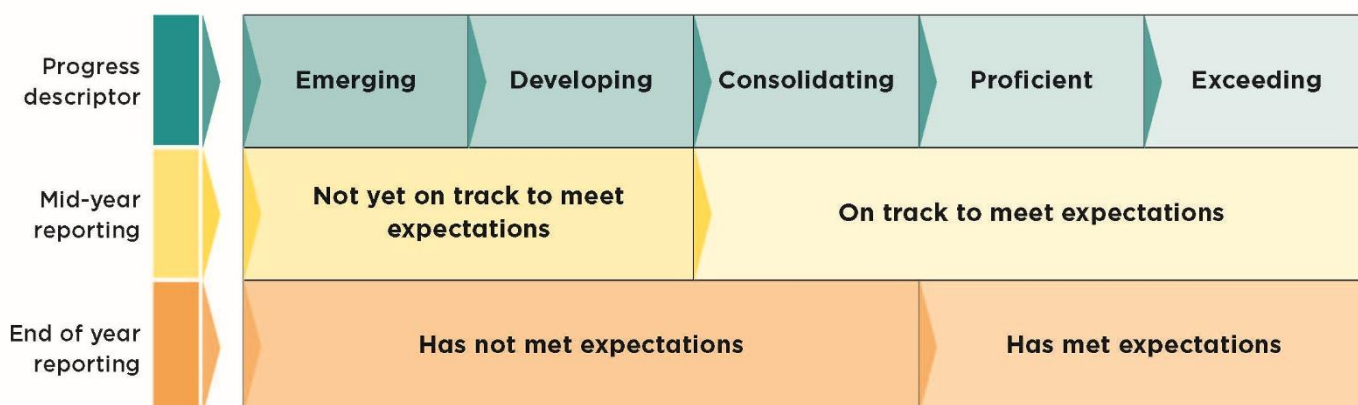 Progress
descriptor
Emerging
Developing
Consolidating
Proficient
Exceeding
Mid-year
reporting
Not yet on track to meet
expectations
On track to meet expectations
End of year
reporting
Has not met expectations
Has met expectations